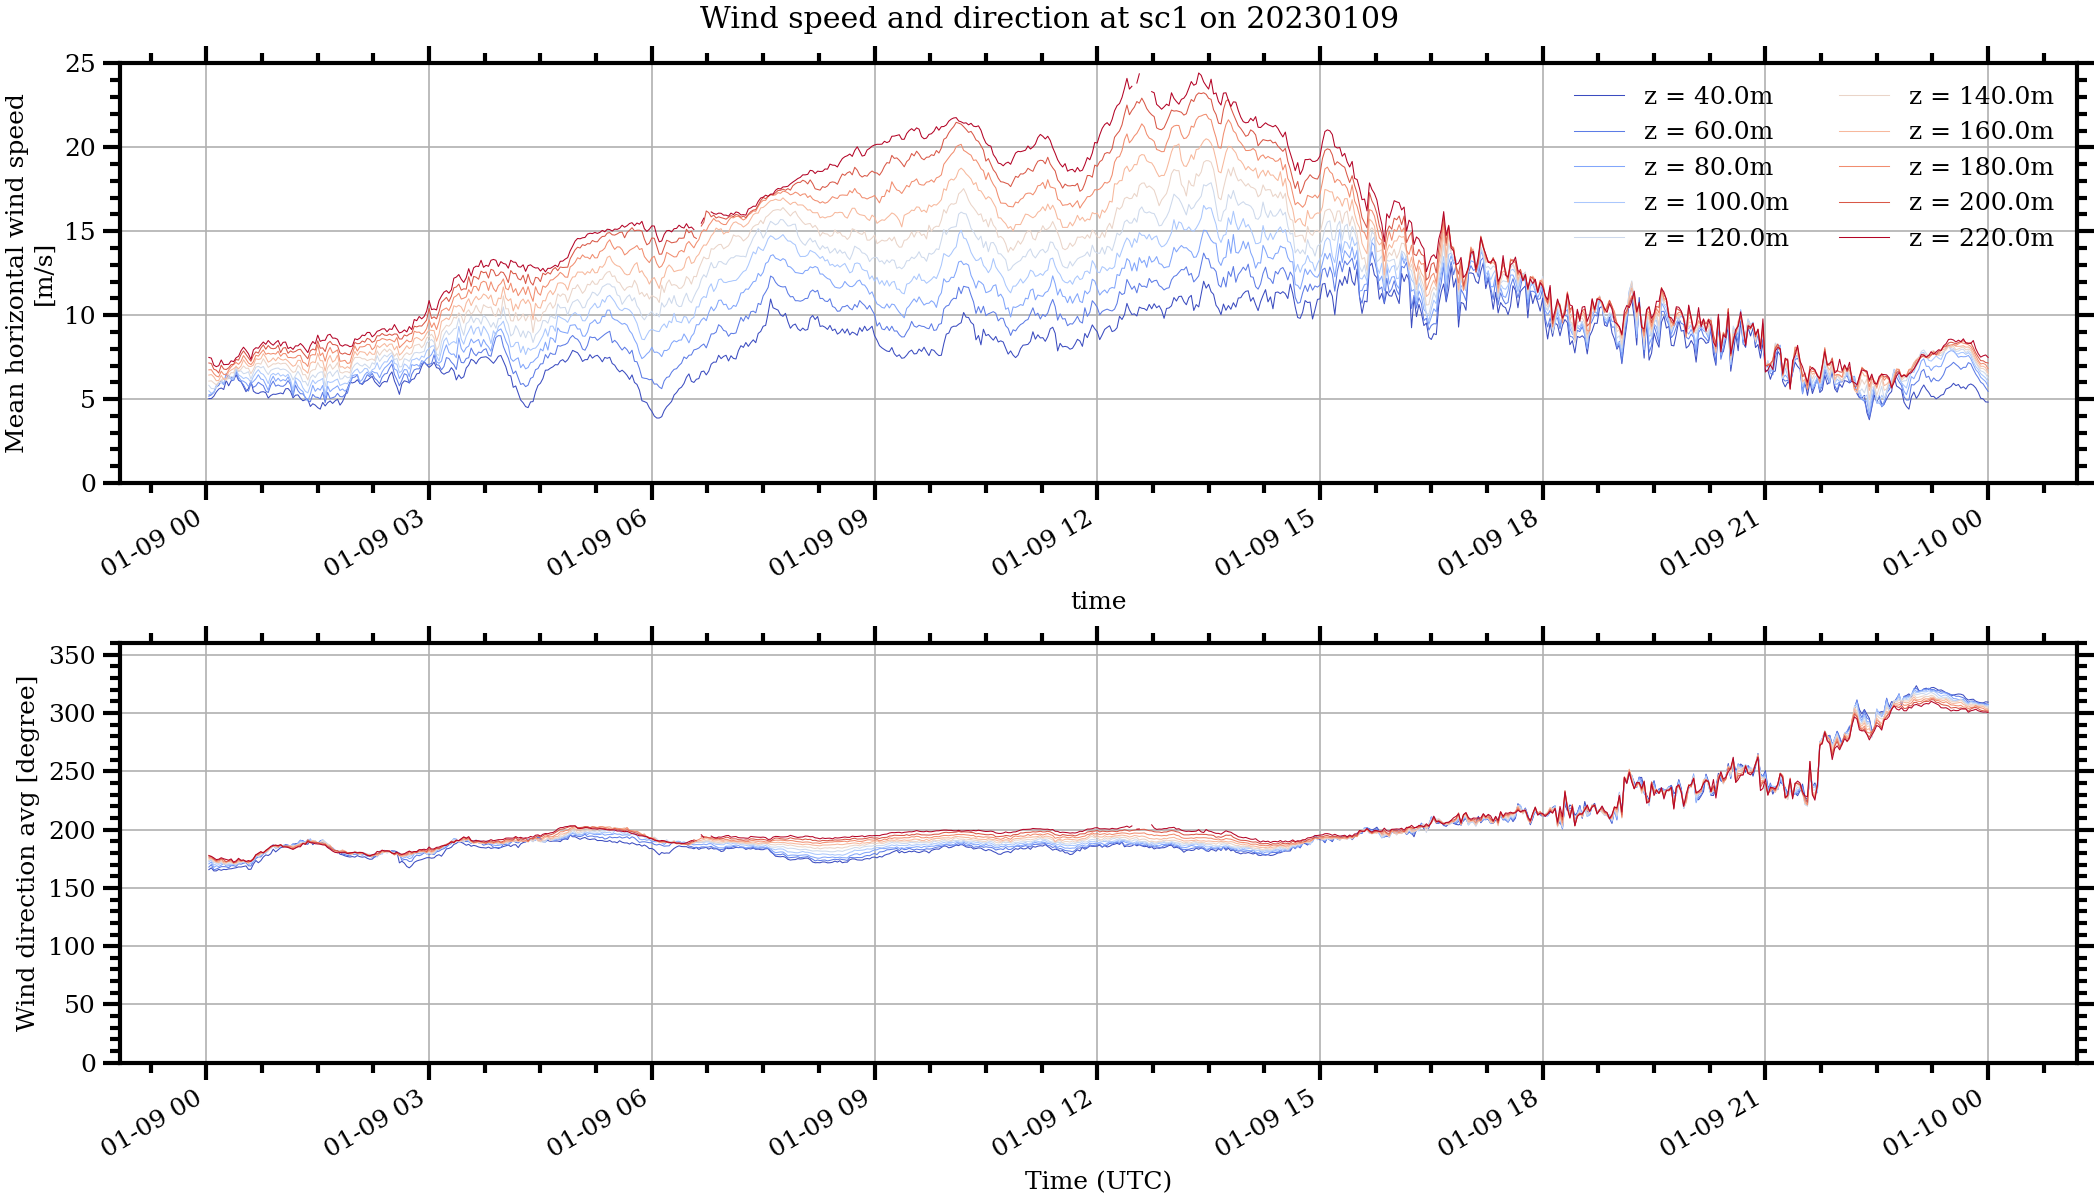 Wind speed and direction at sc1 on 20230109
Mean horizontal wind speed
[m/s]
25
20
15
10
5
0
z = 40.0m
z = 60.0m
z = 80.0m
z = 100.0m
z = 120.0m
z = 140.0m
z = 160.0m
z = 180.0m
z = 200.0m
z = 220.0m
01-09 00
01-09 03
01-09 06
01-09 09
01-09 12
01-09 15
01-09 18
01-09 21
01-10 00
time
Wind direction avg [degree]
350
300
250
200
150
100
50
0
01-09 00
01-09 03
01-09 06
01-09 09
01-09 12
01-09 15
01-09 18
01-09 21
01-10 00
Time (UTC)